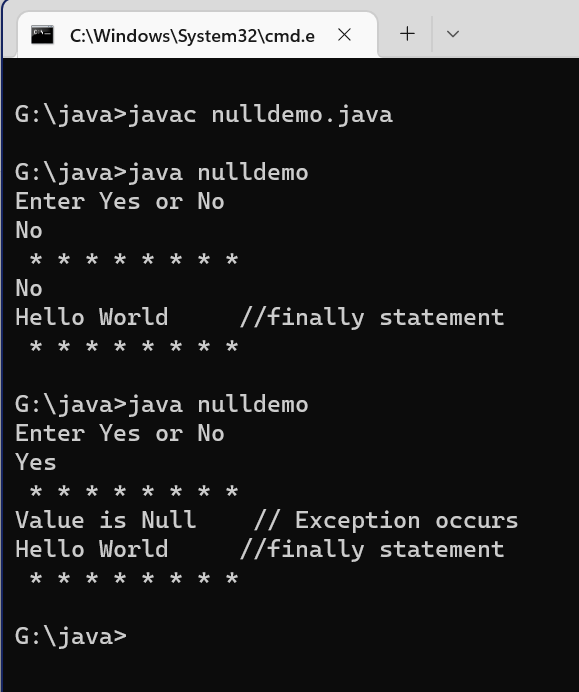 C:\Windows\System32\cmd.e
G:\java>javac nulldemo.java
G:\java>java nulldemo
Enter Yes or No
No
* * * * * * * *
No
Hello World     //finally statement
* * * * * * * *
G:\java>java nulldemo
Enter Yes or No
Yes
* * * * * * * *
Value is Null    // Exception occurs
Hello World     //finally statement
* * * * * * * *
G:\java>